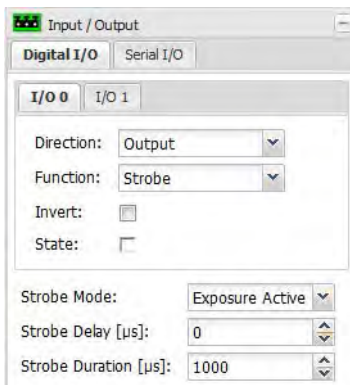 Input / Output
Digital I/O Serial I/O
I/O 0 I/O 1
Direction: Output
Function: Strobe
Invert:
State:
Strobe Mode: Exposure Active
Strobe Delay [µs]: 0
Strobe Duration [µs]: 1000